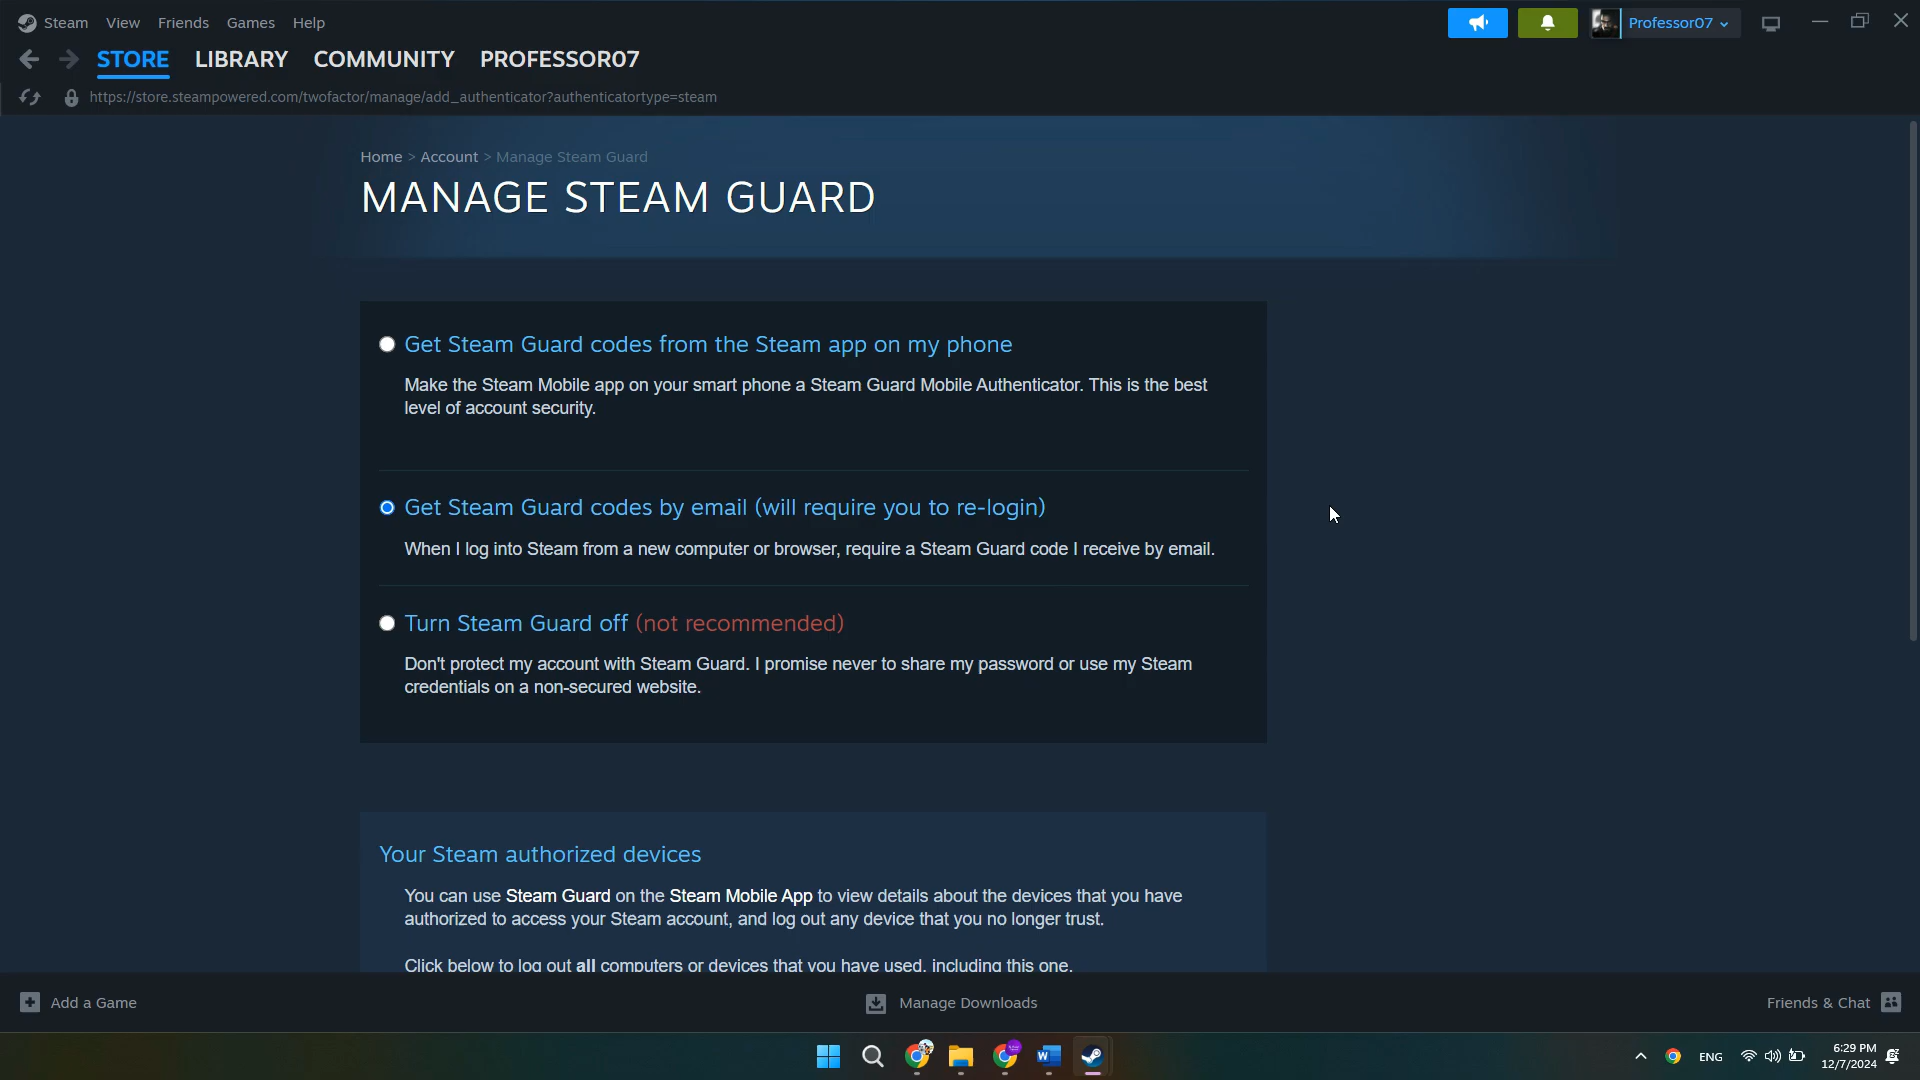 Steam View Friends Games Help
Professor07
STORE LIBRARY COMMUNITY PROFESSOR07
https://store.steampowered.com/twofactor/manage/add_authenticator?authenticatortype=steam
Home > Account > Manage Steam Guard
MANAGE STEAM GUARD
Get Steam Guard codes from the Steam app on my phone
Make the Steam Mobile app on your smart phone a Steam Guard Mobile Authenticator. This is the best
level of account security.
Get Steam Guard codes by email (will require you to re-login)
When I log into Steam from a new computer or browser, require a Steam Guard code I receive by email.
Turn Steam Guard off (not recommended)
Don't protect my account with Steam Guard. I promise never to share my password or use my Steam
credentials on a non-secured website.
Your Steam authorized devices
You can use Steam Guard on the Steam Mobile App to view details about the devices that you have
authorized to access your Steam account, and log out any device that you no longer trust.
Click below to log out all computers or devices that you have used, including this one.
Add a Game
Manage Downloads
Friends & Chat
ENG
6:29 PM
12/7/2024